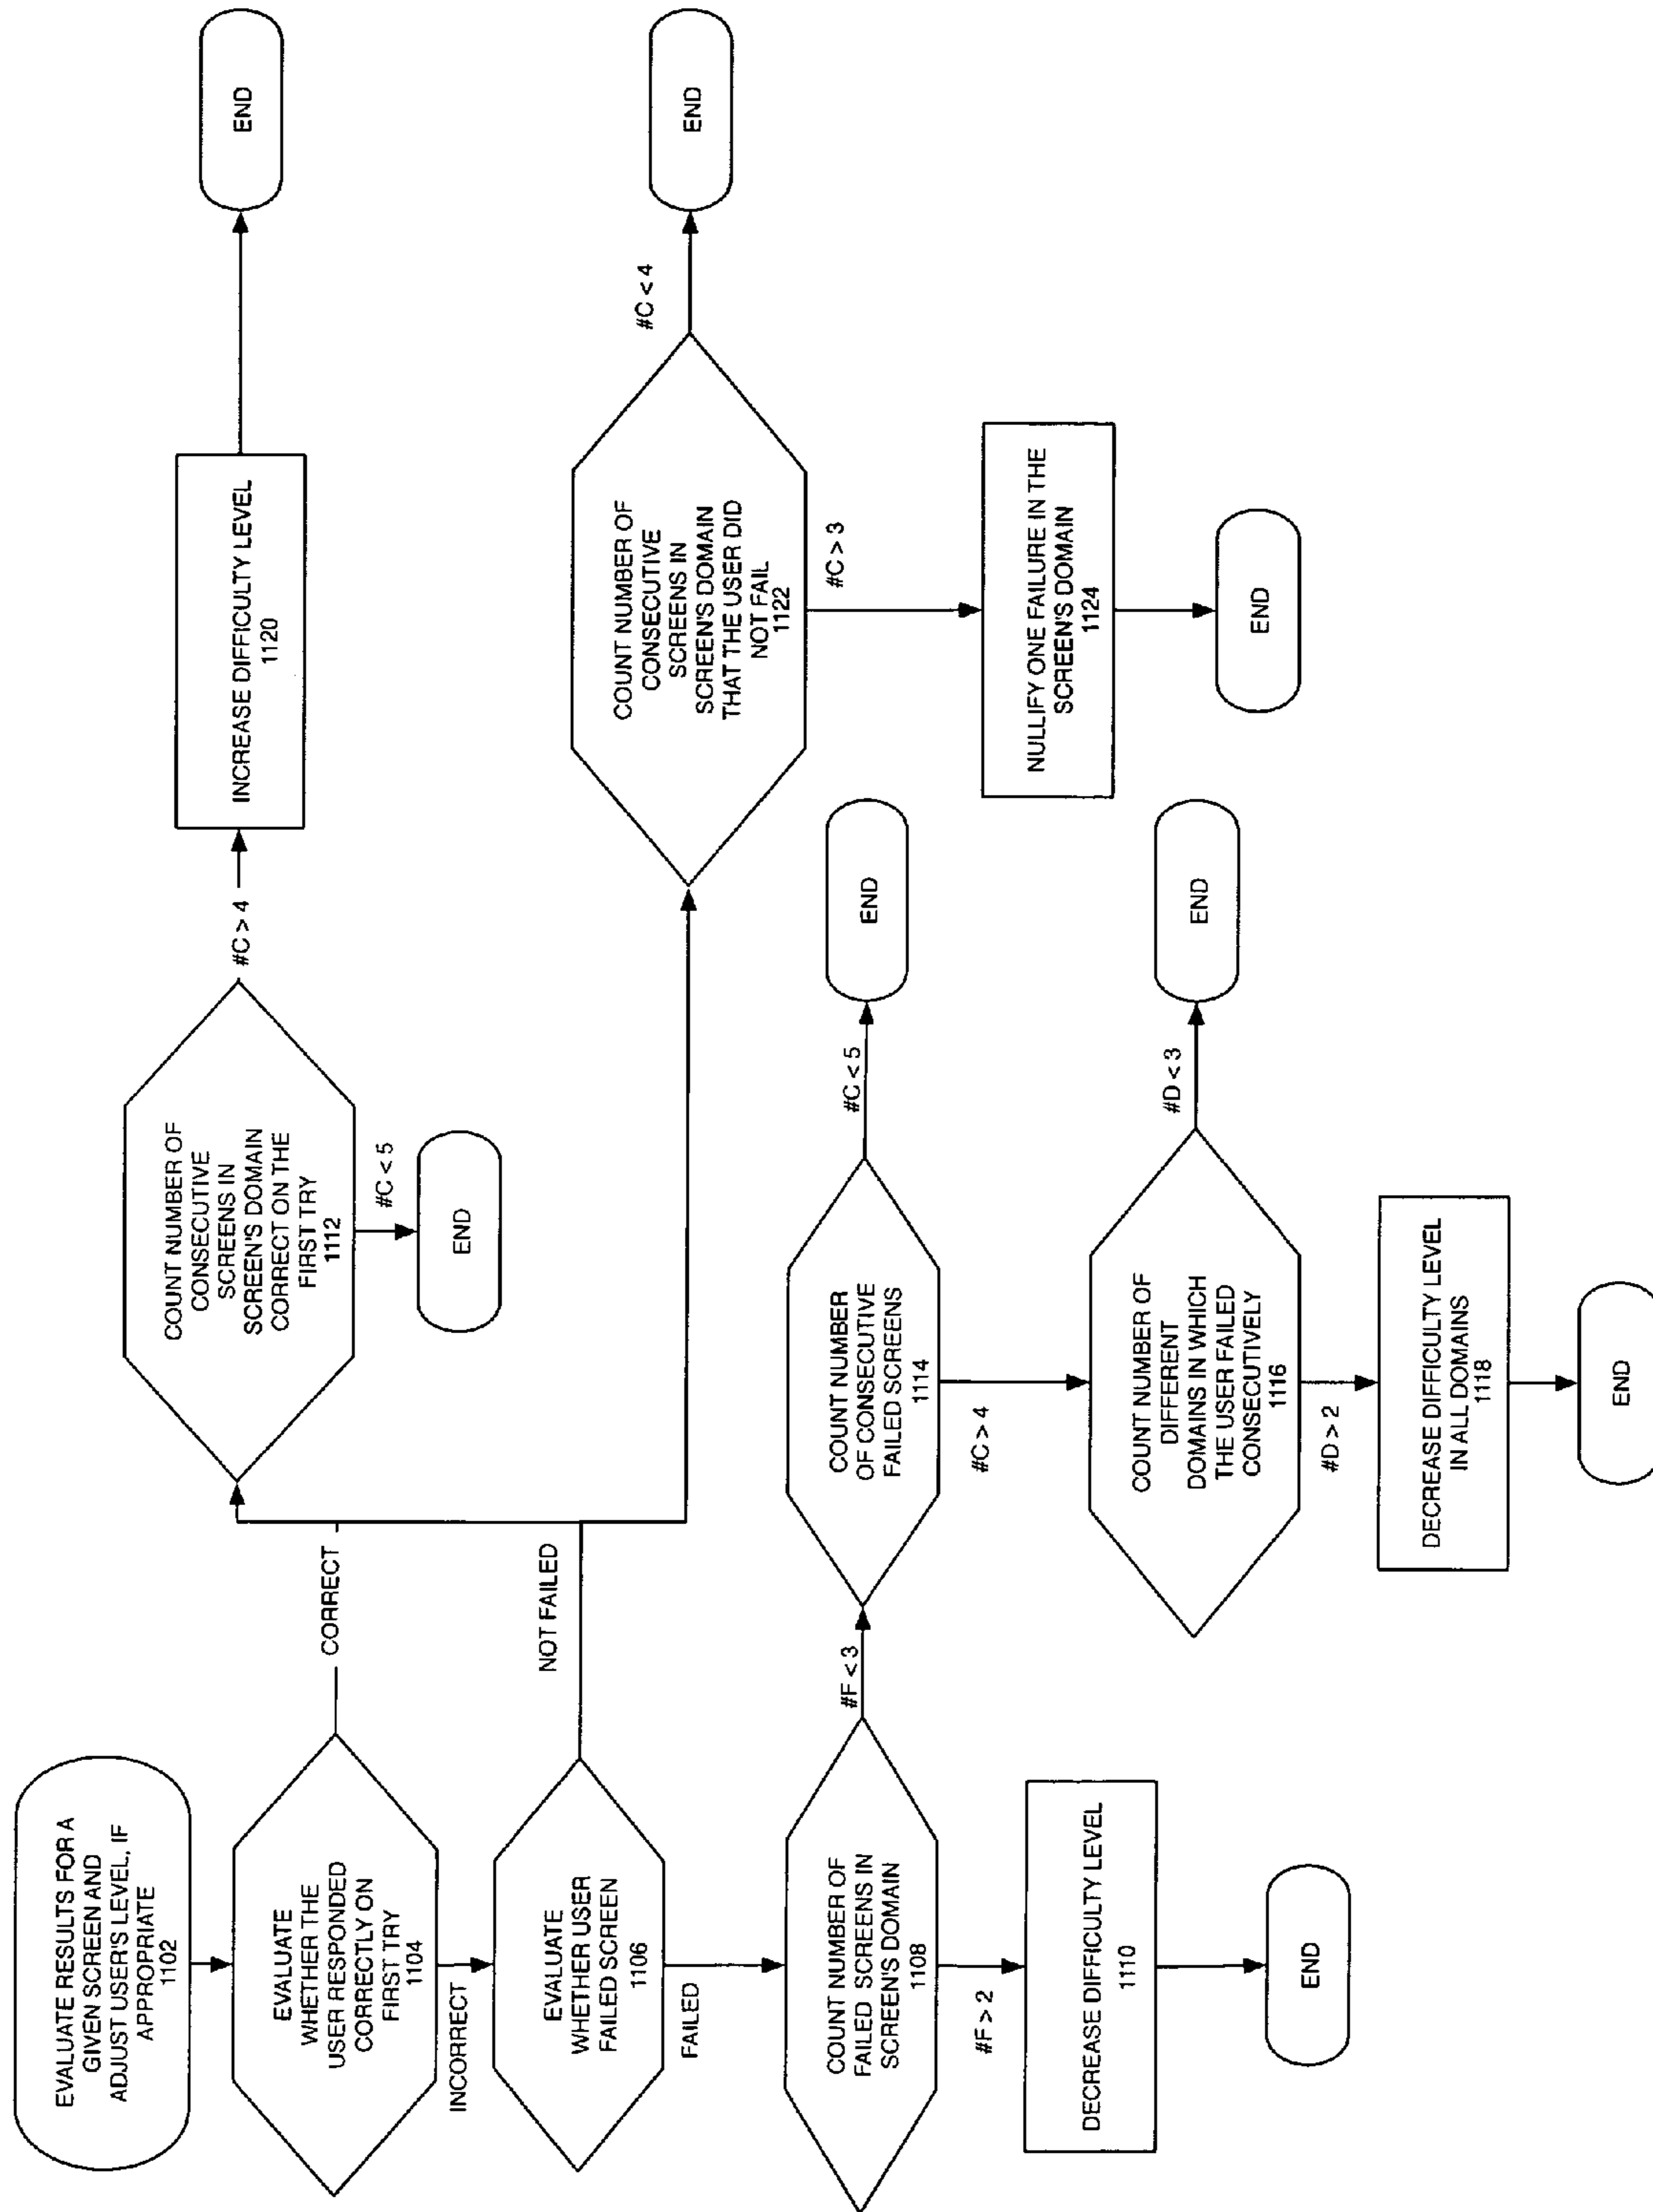 EVALUATE RESULTS FOR A
GIVEN SCREEN AND
ADJUST USER'S LEVEL, IF
APPROPRIATE
1102
EVALUATE
WHETHER THE
USER RESPONDED
CORRECTLY ON
FIRST TRY
1104
CORRECT
INCORRECT
EVALUATE
WHETHER USER
FAILED SCREEN
1106
NOT FAILED
FAILED
COUNT NUMBER OF
FAILED SCREENS IN
SCREEN'S DOMAIN
1108
#F < 3
#F > 2
DECREASE DIFFICULTY LEVEL
1110
END
COUNT NUMBER OF
CONSECUTIVE
SCREENS IN
SCREEN'S DOMAIN
CORRECT ON THE
FIRST TRY
1112
#C > 4
#C < 5
END
INCREASE DIFFICULTY LEVEL
1120
END
COUNT NUMBER OF
CONSECUTIVE
SCREENS IN
SCREEN'S DOMAIN
THAT THE USER DID
NOT FAIL
1122
#C < 4
END
#C > 3
NULLIFY ONE FAILURE IN THE
SCREEN'S DOMAIN
1124
END
COUNT NUMBER
OF CONSECUTIVE
FAILED SCREENS
1114
#C < 5
END
#C > 4
COUNT NUMBER OF
DIFFERENT
DOMAINS IN WHICH
THE USER FAILED
CONSECUTIVELY
1116
#D < 3
END
#D > 2
DECREASE DIFFICULTY LEVEL
IN ALL DOMAINS
1118
END